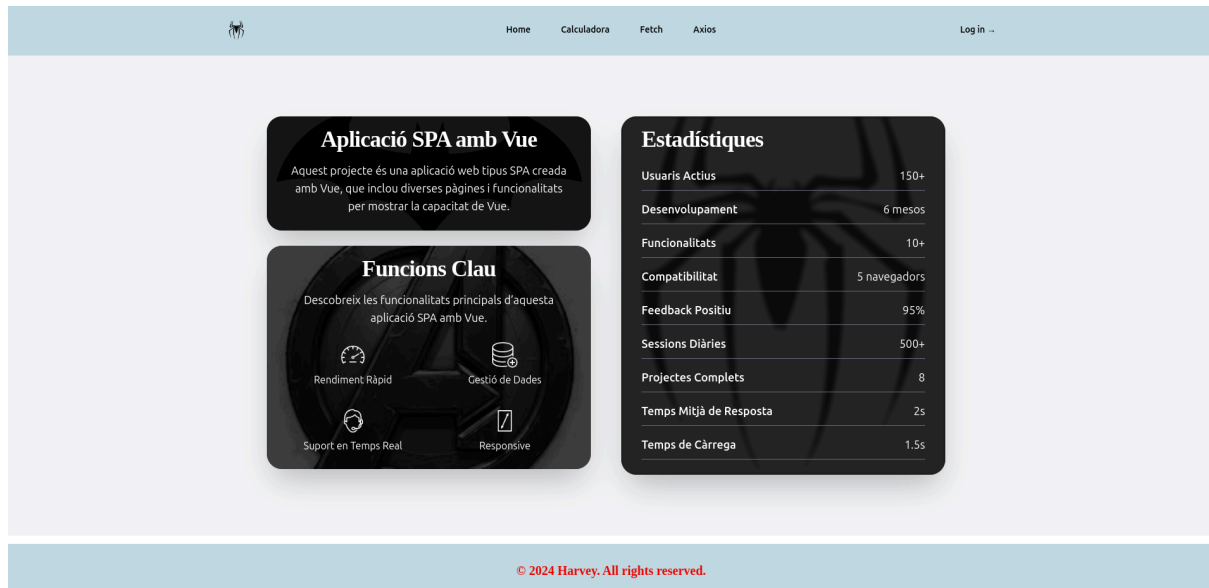 Home Calculadora Fetch Axios Log in →
Aplicació SPA amb Vue
Aquest projecte és una aplicació web tipus SPA creada
amb Vue, que inclou diverses pàgines i funcionalitats
per mostrar la capacitat de Vue.
Funcions Clau
Descobreix les funcionalitats principals d'aquesta
aplicació SPA amb Vue.
Rendiment Ràpid Gestió de Dades
Suport en Temps Real Responsive
Estadístiques
Usuaris Actius 150+
Desenvolupament 6 mesos
Funcionalitats 10+
Compatibilitat 5 navegadors
Feedback Positiu 95%
Sessions Diàries 500+
Projectes Complets 8
Temps Mitjà de Resposta 2s
Temps de Càrrega 1.5s
© 2024 Harvey. All rights reserved.